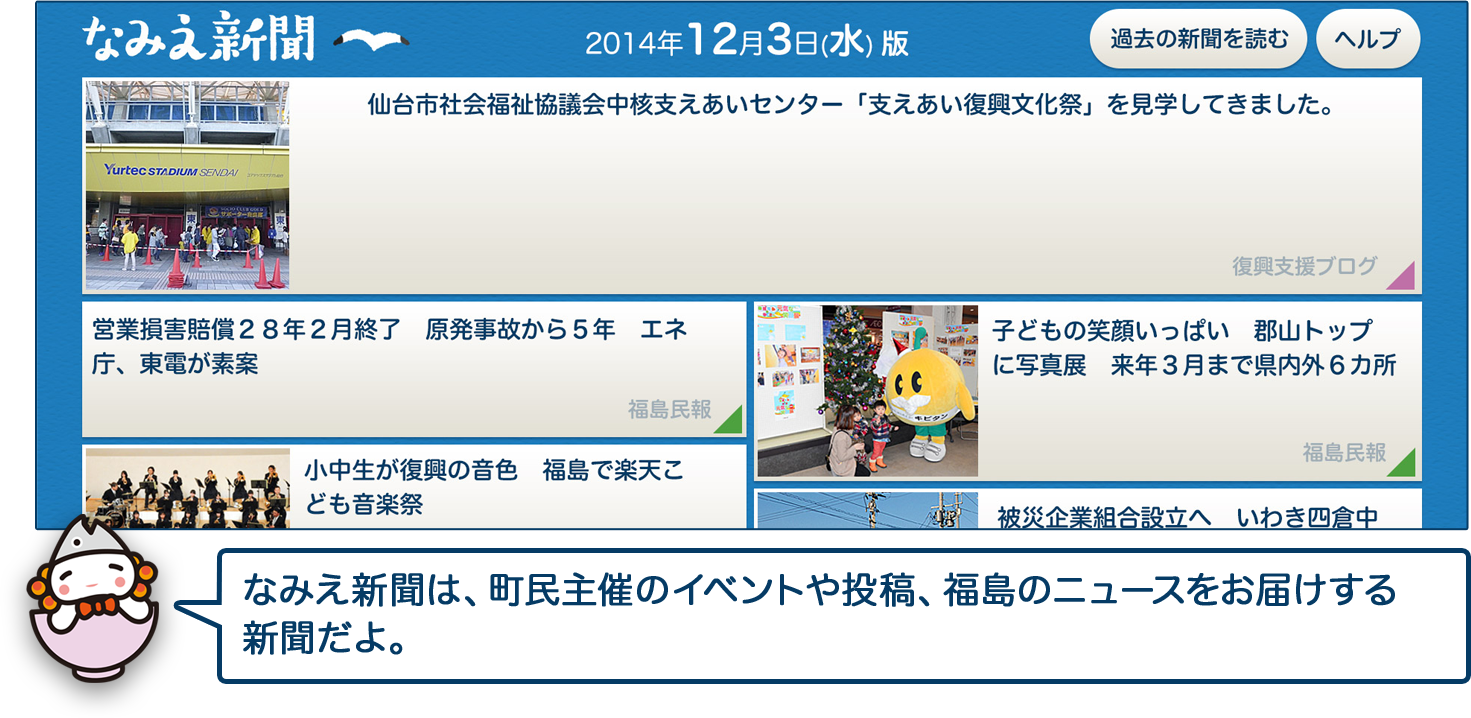 なみえ新聞
2014年12月3日(水) 版
過去の新聞を読む
ヘルプ
Yurtec STADIUM SENDAI
東
東
仙台市社会福祉協議会中核支えあいセンター「支えあい復興文化祭」を見学してきました。
復興支援ブログ
営業損害賠償２８年２月終了　原発事故から５年　エネ
庁、東電が素案
福島民報
キビタン
子どもの笑顔いっぱい　郡山トップ
に写真展　来年３月まで県内外６カ所
福島民報
小中生が復興の音色　福島で楽天こ
ども音楽祭
被災企業組合設立へ　いわき四倉中
なみえ新聞は、町民主催のイベントや投稿、福島のニュースをお届けする
新聞だよ。